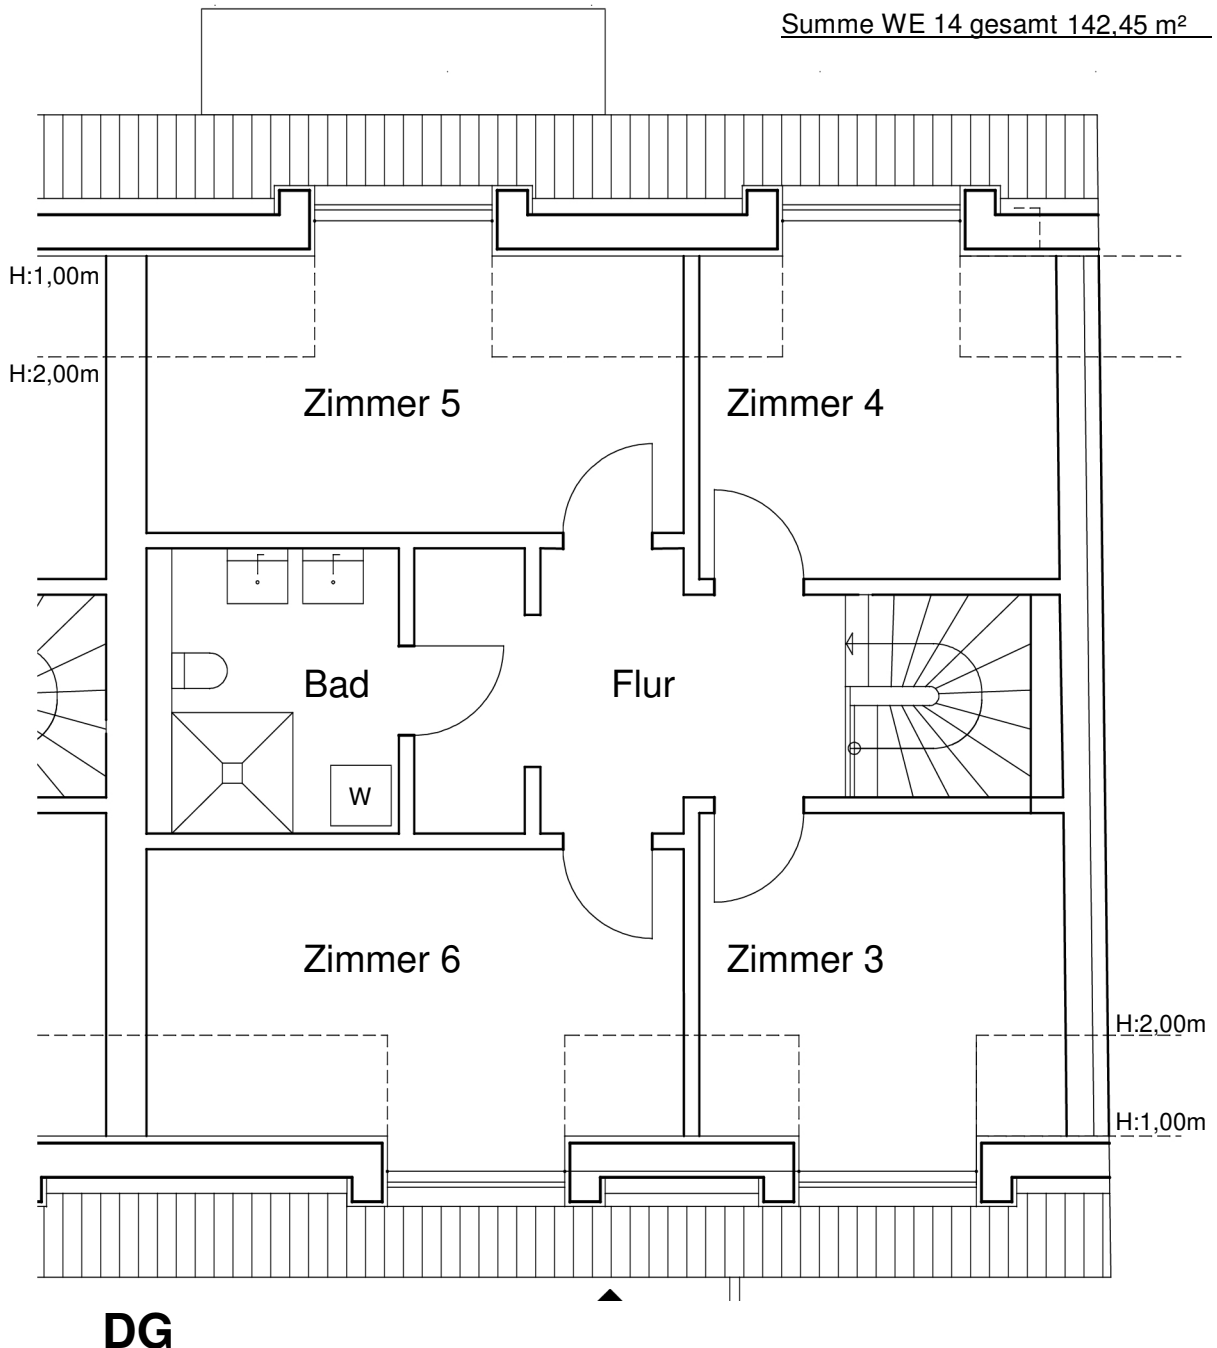 Summe WE 14 gesamt 142,45 m²
H:1,00m
H:2,00m
Zimmer 5
Zimmer 4
Bad
Flur
W
Zimmer 6
Zimmer 3
H:2,00m
H:1,00m
DG